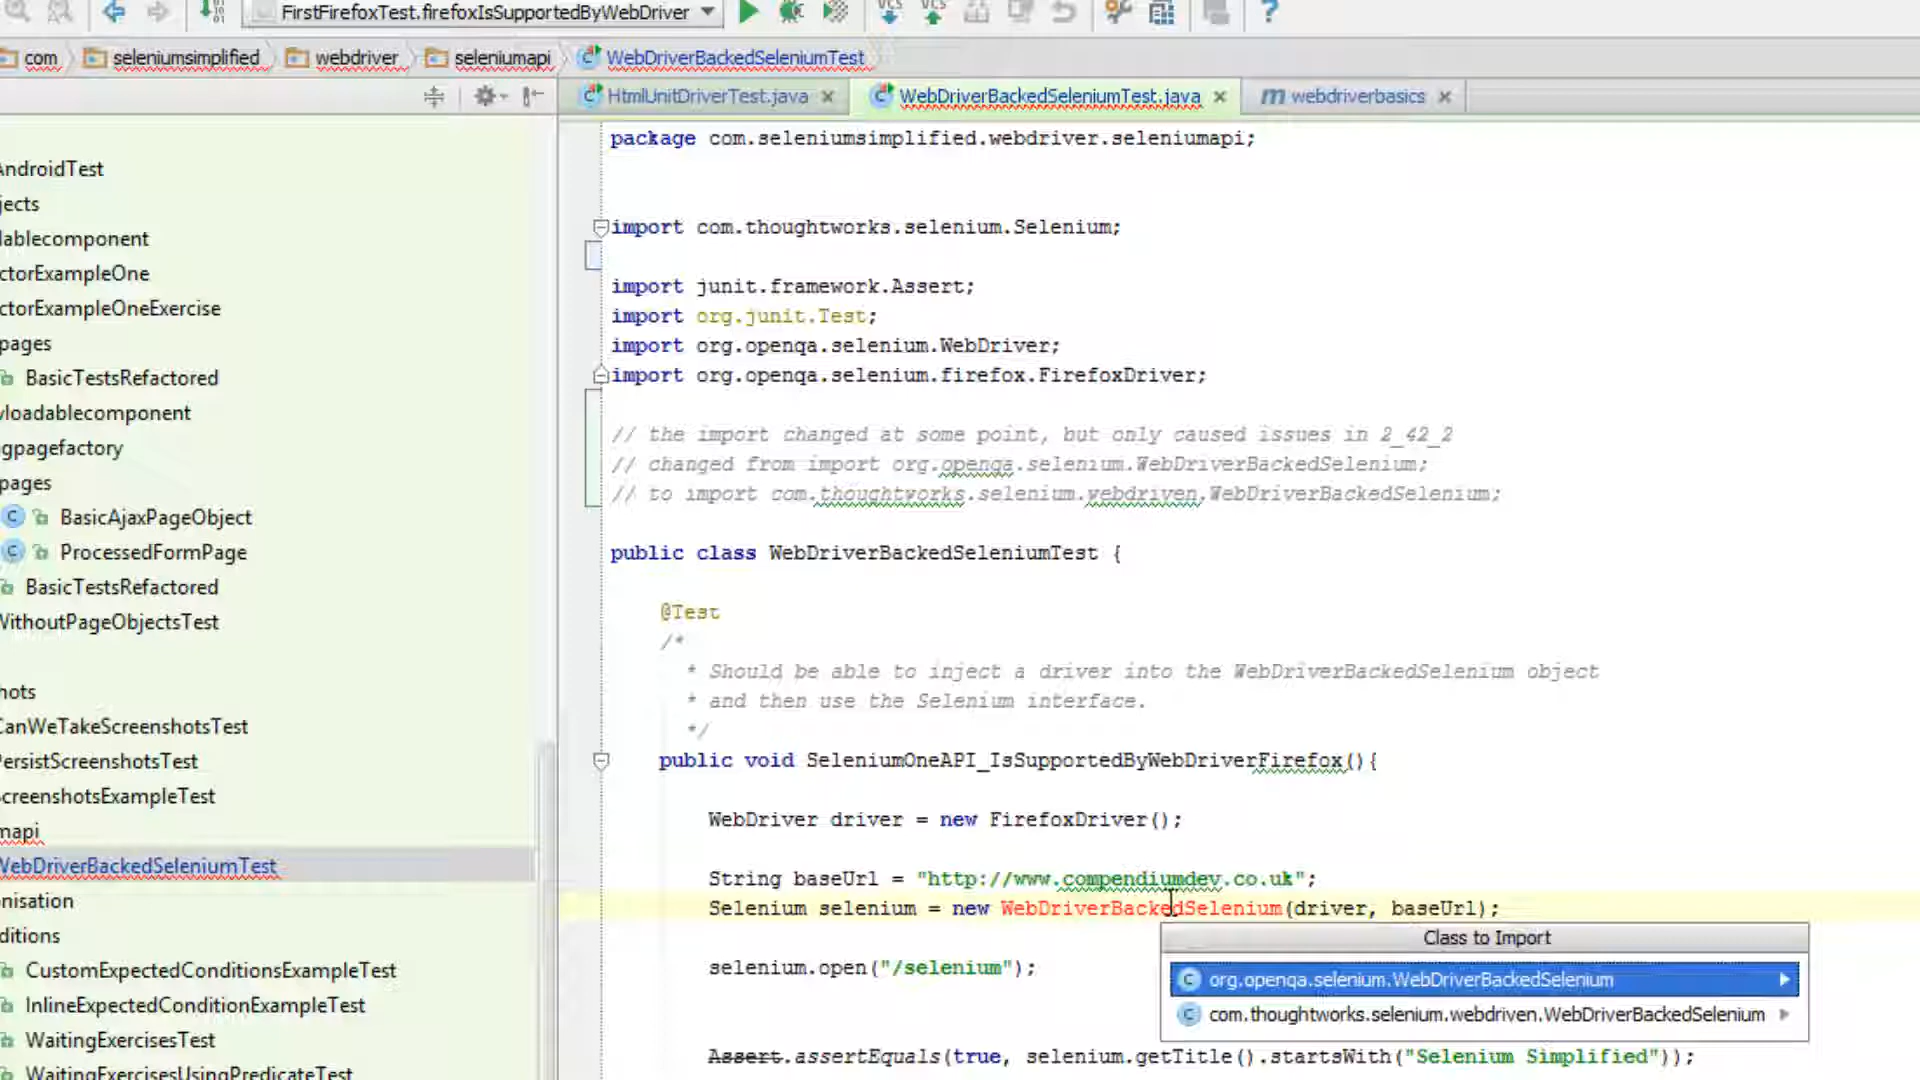 FirstFirefoxTest.firefoxIsSupportedByWebDriver
com seleniumsimplified webdriver seleniumapi WebDriverBackedSeleniumTest
HtmlUnitDriverTest.java WebDriverBackedSeleniumTest.java webdriverbasics
AndroidTest
jects
lablecomponent
ctorExampleOne
ctorExampleOneExercise
pages
BasicTestsRefactored
yloadablecomponent
gpagefactory
pages
BasicAjaxPageObject
ProcessedFormPage
BasicTestsRefactored
WithoutPageObjectsTest
hots
CanWeTakeScreenshotsTest
PersistScreenshotsTest
ScreenshotsExampleTest
mapi
WebDriverBackedSeleniumTest
nisation
ditions
CustomExpectedConditionsExampleTest
InlineExpectedConditionExampleTest
WaitingExercisesTest
WaitingExercisesUsingPredicateTest
package com.seleniumsimplified.webdriver.seleniumapi;
import com.thoughtworks.selenium.Selenium;
import junit.framework.Assert;
import org.junit.Test;
import org.openqa.selenium.WebDriver;
import org.openqa.selenium.firefox.FirefoxDriver;
// the import changed at some point, but only caused issues in 2_42_2
// changed from import org.openqa.selenium.WebDriverBackedSelenium;
// to import com.thoughtworks.selenium.webdriven.WebDriverBackedSelenium;
public class WebDriverBackedSeleniumTest {
@Test
/*
* Should be able to inject a driver into the WebDriverBackedSelenium object
* and then use the Selenium interface.
*/
public void SeleniumOneAPI_IsSupportedByWebDriverFirefox(){
WebDriver driver = new FirefoxDriver();
String baseUrl = "http://www.compendiumdev.co.uk";
Selenium selenium = new WebDriverBackedSelenium(driver, baseUrl);
selenium.open("/selenium");
Class to Import
org.openqa.selenium.WebDriverBackedSelenium
com.thoughtworks.selenium.webdriven.WebDriverBackedSelenium
Assert.assertEquals(true, selenium.getTitle().startsWith("Selenium Simplified"));